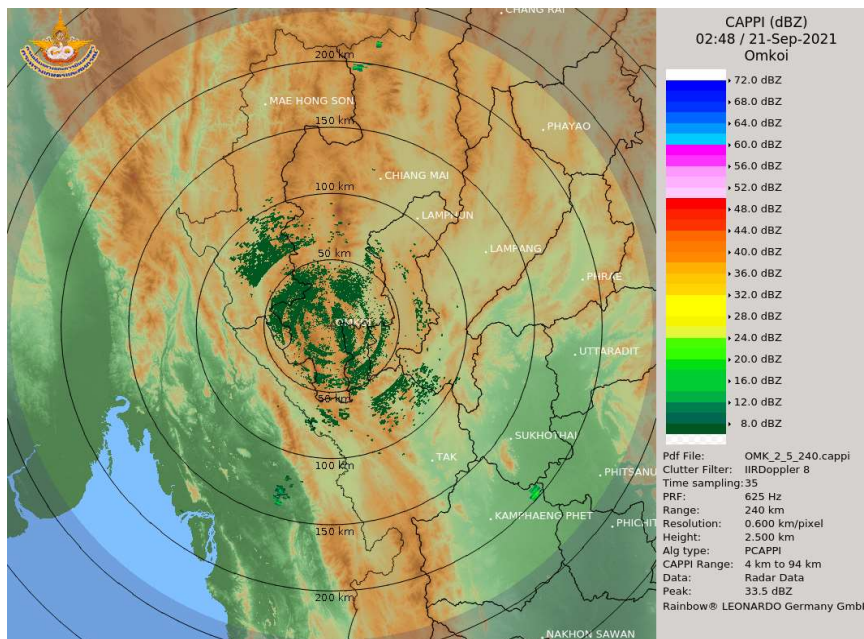 CHANG RAI
200 km
MAE HONG SON
150 km
PHAYAO
CHIANG MAI
100 km
LAMPHUN
LAMPANG
50 km
PHRAE
OMKOI
UTTARADIT
50 km
SUKHOTHAI
TAK
100 km
PHITSANU
KAMPHAENG PHET
PHICHIT
150 km
200 km
NAKHON SAWAN
CAPPI (dBZ)
02:48 / 21-Sep-2021
Omkoi
72.0 dBZ
68.0 dBZ
64.0 dBZ
60.0 dBZ
56.0 dBZ
52.0 dBZ
48.0 dBZ
44.0 dBZ
40.0 dBZ
36.0 dBZ
32.0 dBZ
28.0 dBZ
24.0 dBZ
20.0 dBZ
16.0 dBZ
12.0 dBZ
8.0 dBZ
Pdf File: OMK_2_5_240.cappi
Clutter Filter: IIRDoppler 8
Time sampling:35
PRF: 625 Hz
Range: 240 km
Resolution: 0.600 km/pixel
Height: 2.500 km
Alg type: PCAPPI
CAPPI Range: 4 km to 94 km
Data: Radar Data
Peak: 33.5 dBZ
Rainbow® LEONARDO Germany GmbH